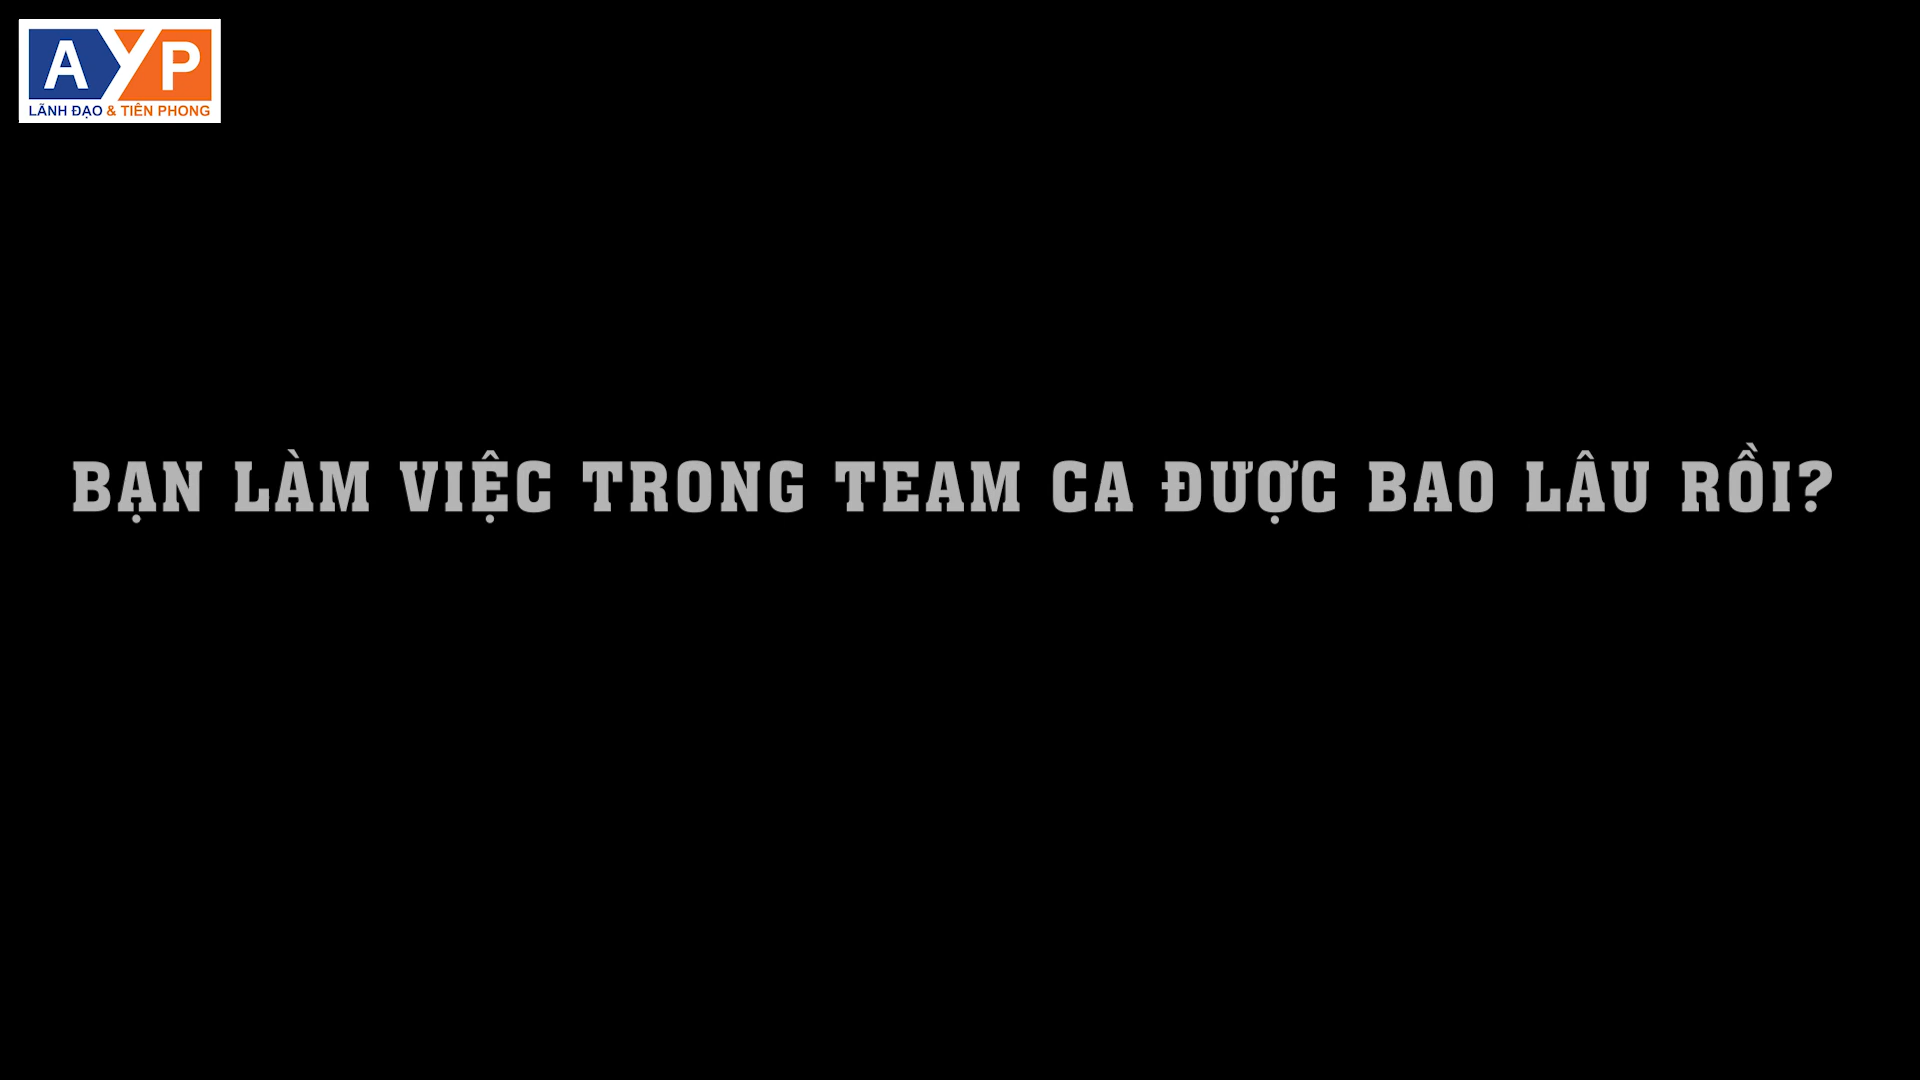 AYP
LÃNH ĐẠO & TIÊN PHONG
BẠN LÀM VIỆC TRONG TEAM CA ĐƯỢC BAO LÂU RỒI?